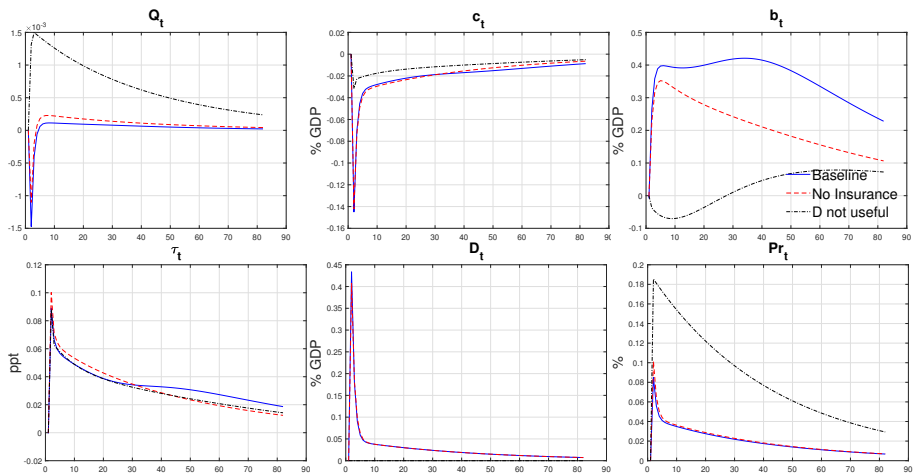 Q_t
×10^-3
1.5
1
0.5
0
-0.5
-1
1.5
0 10 20 30 40 50 60 70 80 90
c_t
% GDP
0
-0.02
-0.04
-0.06
-0.08
-0.1
-0.12
-0.14
-0.16
0 10 20 30 40 50 60 70 80 90
b_t
% GDP
0.5
0.4
0.3
0.2
0.1
0
0.1
0 10 20 30 40 50 60 70 80 90
Baseline
No Insurance
D not useful
τ_t
ppt
0.12
0.1
0.08
0.06
0.04
0.02
0
-0.02
0 10 20 30 40 50 60 70 80 90
D_t
% GDP
0.45
0.4
0.35
0.3
0.25
0.2
0.15
0.1
0.05
0
0 10 20 30 40 50 60 70 80 90
Pr_t
%
0.2
0.18
0.16
0.14
0.12
0.1
0.08
0.06
0.04
0.02
0
0 10 20 30 40 50 60 70 80 90